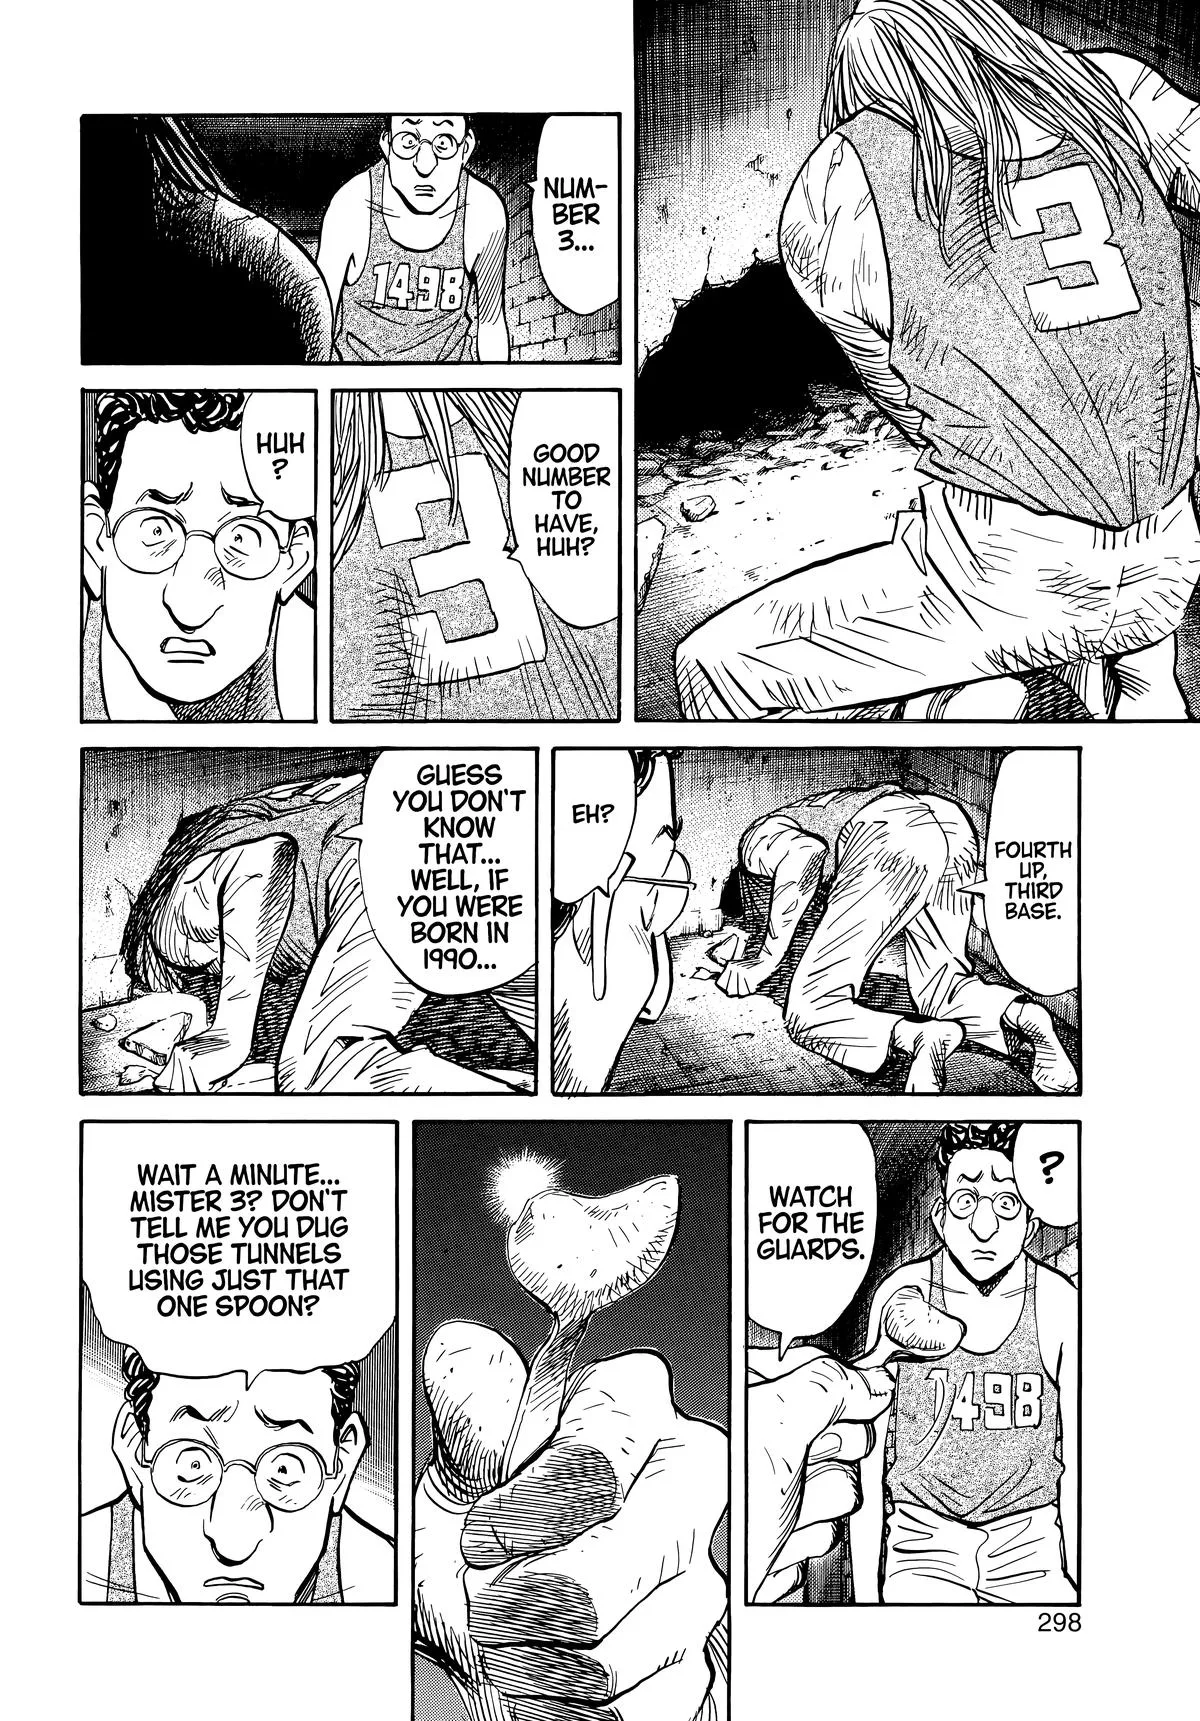 3
NUM-
BER
3...
1498
GOOD
NUMBER
TO
HAVE,
HUH?
3
HUH
?
FOURTH
UP,
THIRD
BASE.
EH?
GUESS
YOU DON'T
KNOW
THAT...
WELL, IF
YOU WERE
BORN IN
1990...
?
WATCH
FOR THE
GUARDS.
1498
WAIT A MINUTE...
MISTER 3? DON'T
TELL ME YOU DUG
THOSE TUNNELS
USING JUST THAT
ONE SPOON?
298